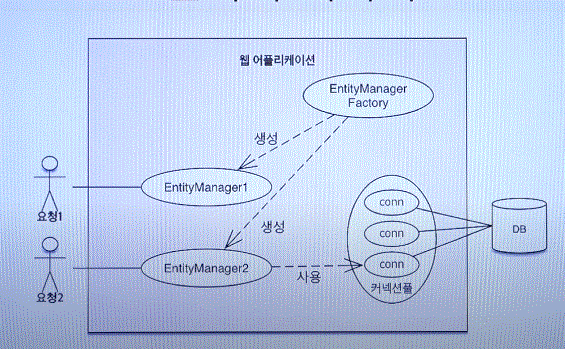 웹 어플리케이션
EntityManager
Factory
생성
요청1
EntityManager1
생성
conn
conn
conn
DB
요청2
EntityManager2
사용
커넥션풀